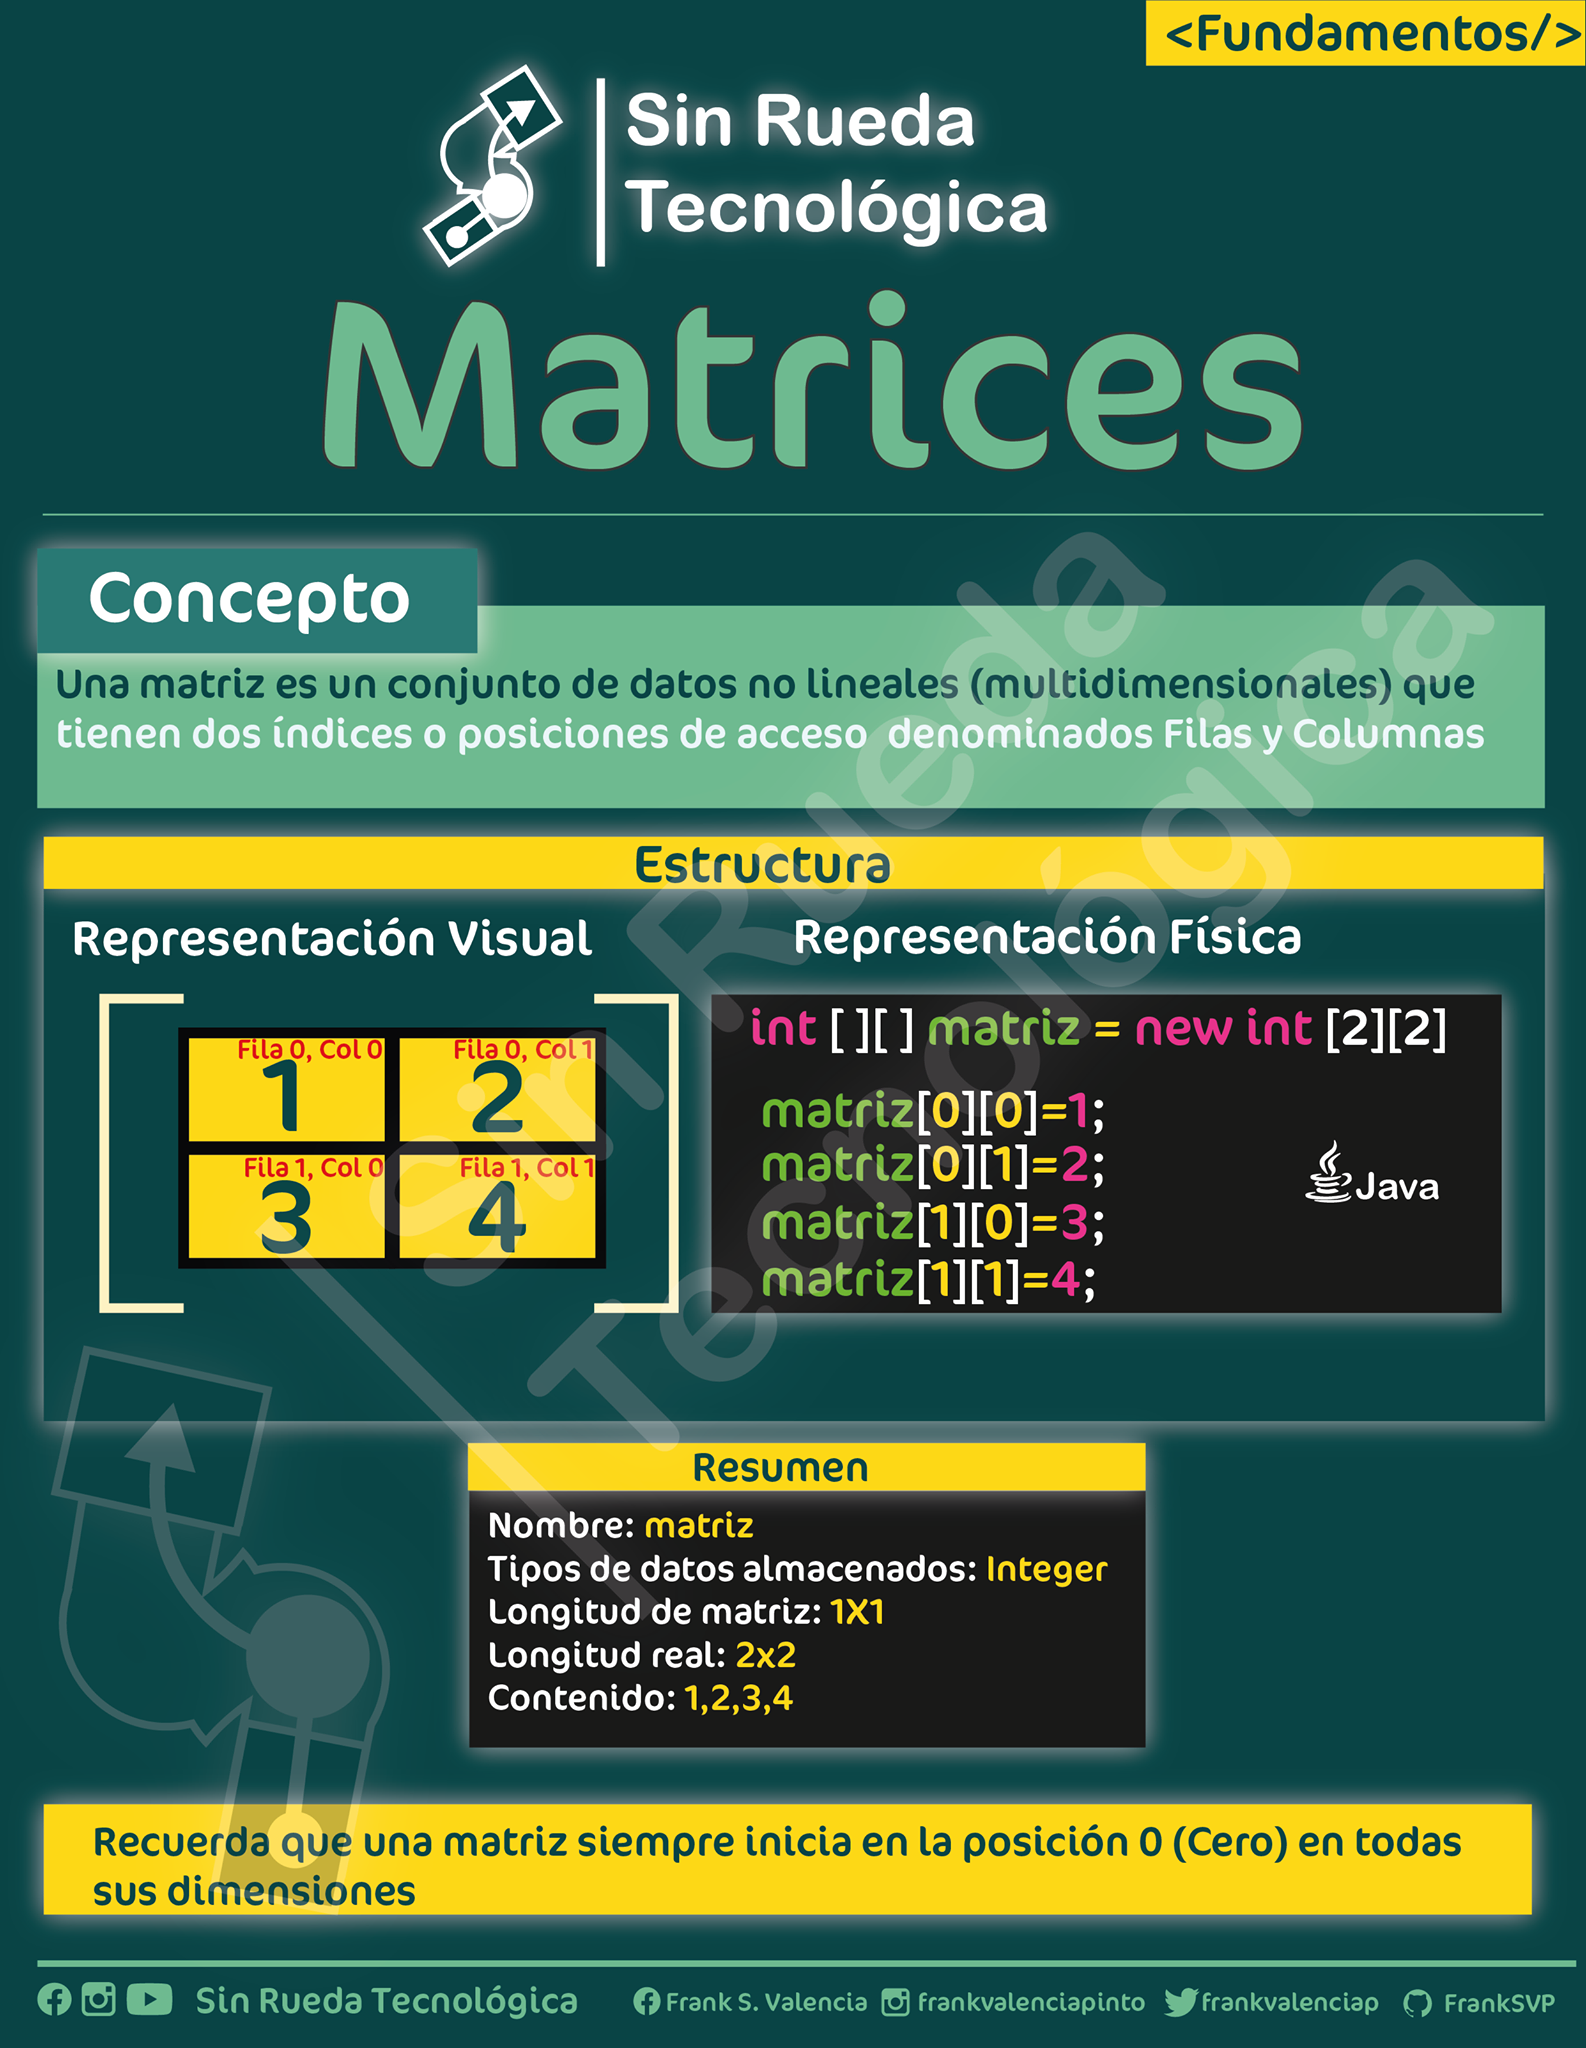 <Fundamentos/>
Sin Rueda
Tecnológica
Matrices
Concepto
Una matriz es un conjunto de datos no lineales (multidimensionales) que
tienen dos índices o posiciones de acceso denominados Filas y Columnas
Estructura
Representación Visual
Fila 0, Col 0
1
Fila 0, Col 1
2
Fila 1, Col 0
3
Fila 1, Col 1
4
Representación Física
int [ ][ ] matriz = new int [2][2]
matriz[0][0]=1;
matriz[0][1]=2;
matriz[1][0]=3;
matriz[1][1]=4;
Java
Sin Rueda
Tecnológica
Resumen
Nombre: matriz
Tipos de datos almacenados: Integer
Longitud de matriz: 1X1
Longitud real: 2x2
Contenido: 1,2,3,4
Recuerda que una matriz siempre inicia en la posición 0 (Cero) en todas
sus dimensiones
Sin Rueda Tecnológica
Frank S. Valencia
frankvalenciapinto
frankvalenciap
FrankSVP